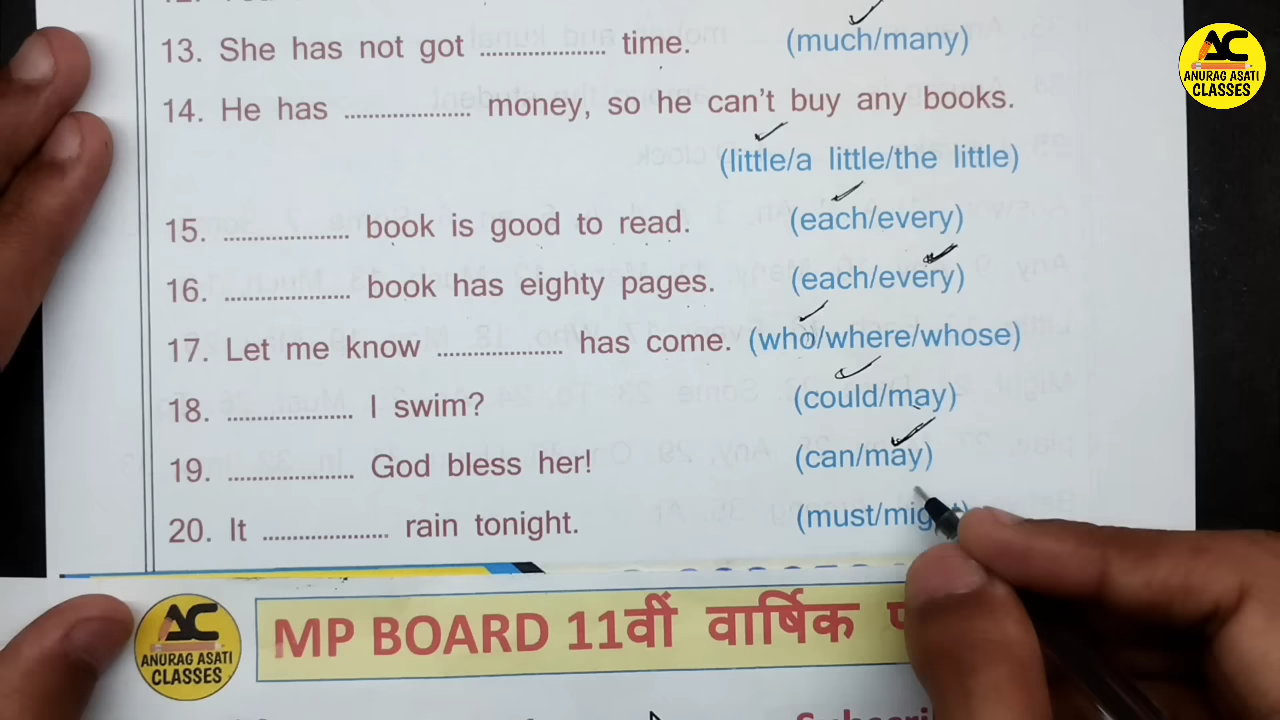 13. She has not got ........................ time. (much/many)
14. He has ........................ money, so he can't buy any books.
(little/a little/the little)
15. ........................ book is good to read. (each/every)
16. ........................ book has eighty pages. (each/every)
17. Let me know ........................ has come. (who/where/whose)
18. ........................ I swim? (could/may)
19. ........................ God bless her! (can/may)
20. It ........................ rain tonight. (must/might)
AC
ANURAG ASATI
CLASSES
AC
ANURAG ASATI
CLASSES
MP BOARD 11वीं वार्षिक